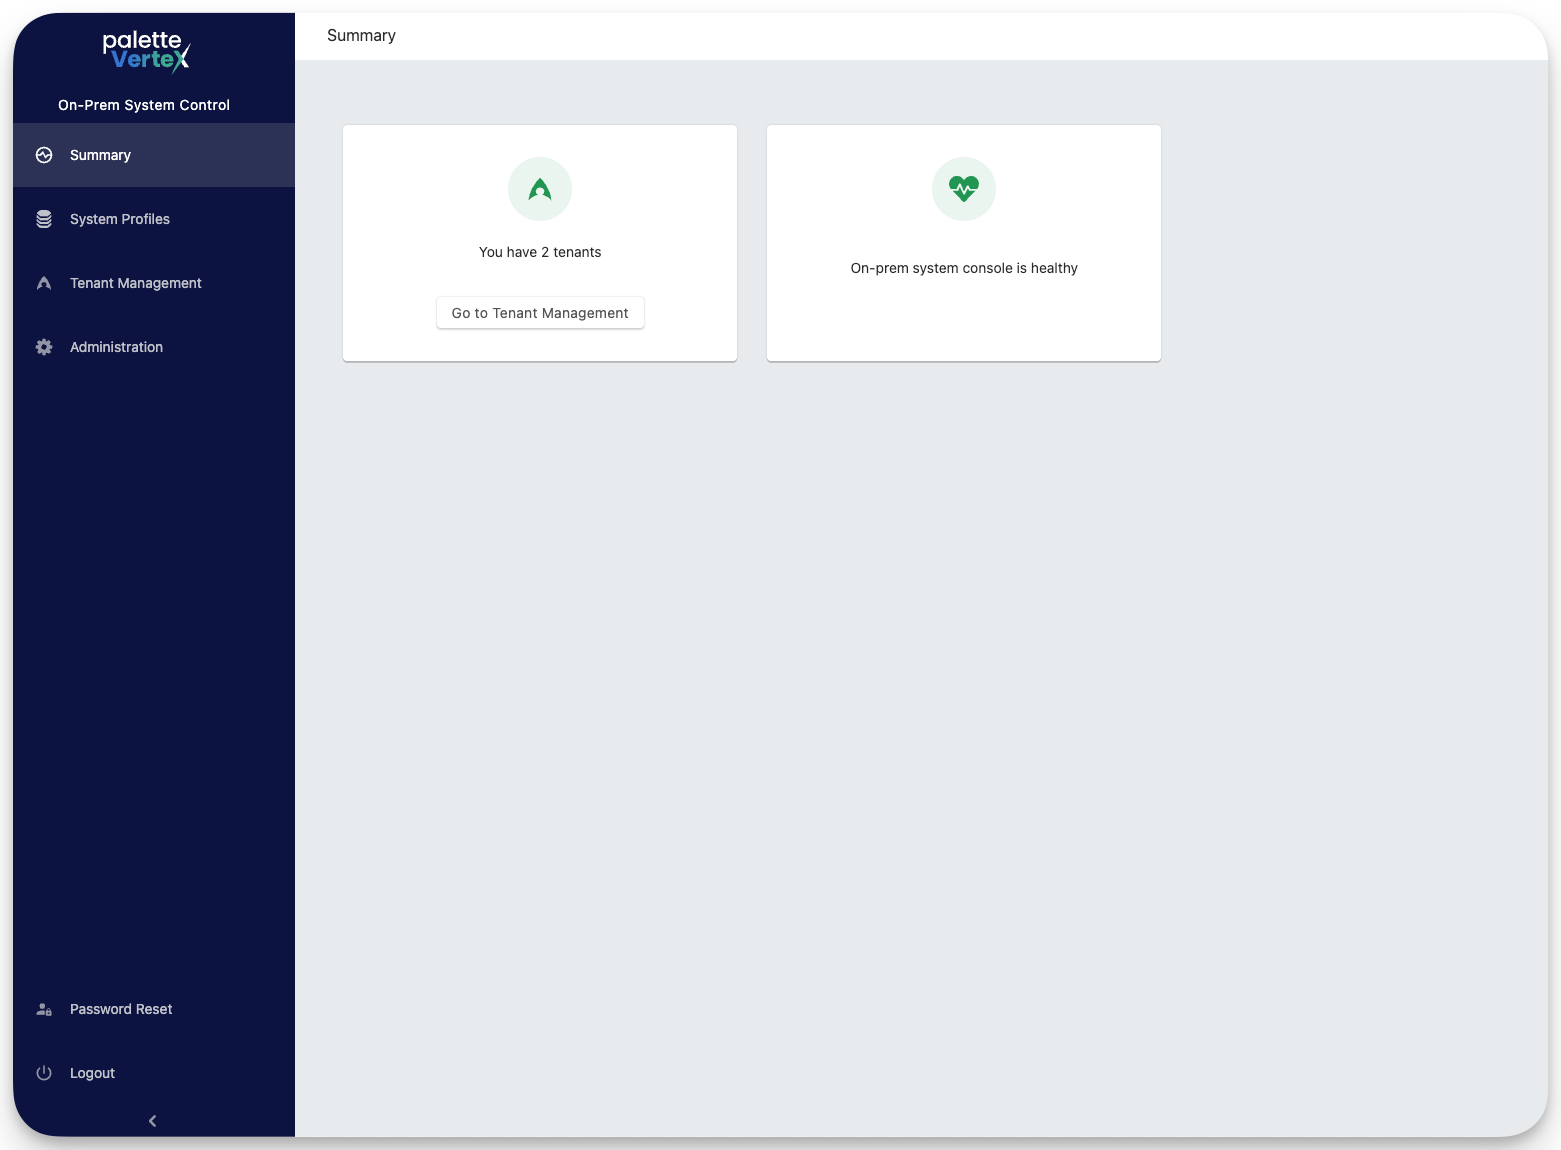 palette
VerteX
On-Prem System Control
Summary
System Profiles
Tenant Management
Administration
Password Reset
Logout
Summary
You have 2 tenants
Go to Tenant Management
On-prem system console is healthy